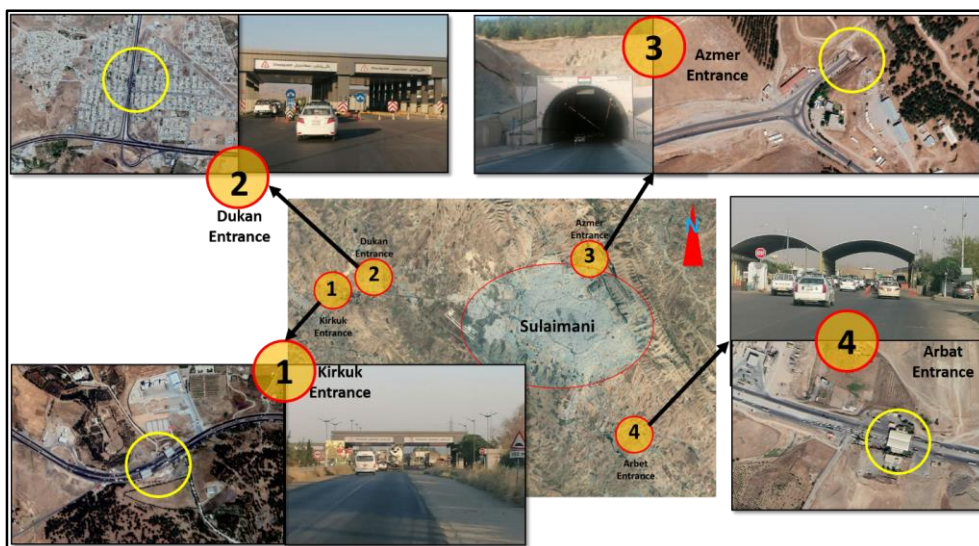 3
Azmer
Entrance
2
Dukan
Entrance
Azmer
Entrance
3
N
Dukan
Entrance
2
1
Kirkuk
Entrance
Sulaimani
4
Arbat
Entrance
1
Kirkuk
Entrance
4
Arbet
Entrance